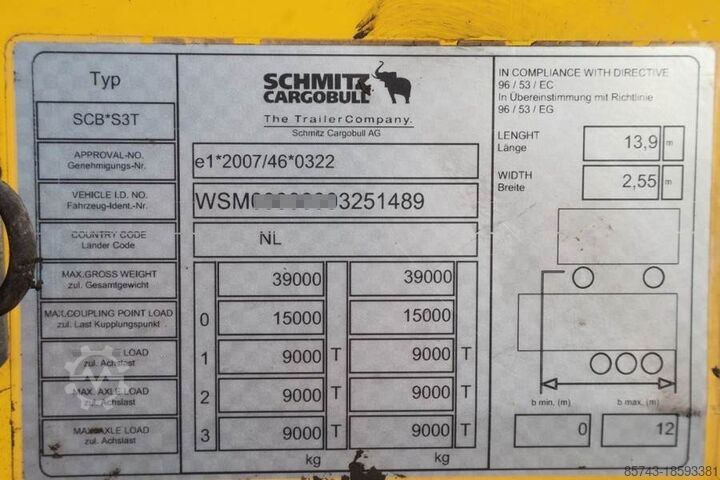 Typ
SCB*S3T
APPROVAL-NO.
Genehmigungs-Nr.
VEHICLE I.D. NO.
Fahrzeug-Ident.-Nr.
COUNTRY CODE
Länder Code
MAX.GROSS WEIGHT
zul. Gesamtgewicht
MAX.COUPLING POINT LOAD
zul. Last Kupplungspunkt
LOAD
zul. Achslast
MAX. AXLE LOAD
zul. Achslast
MAX.AXLE LOAD
zul. Achslast
SCHMITZ
CARGOBULL
The TrailerCompany.
Schmitz Cargobull AG
e1*2007/46*0322
WSM 3251489
NL
39000 39000
0 15000 T 15000 T
1 9000 T 9000 T
2 9000 T 9000 T
3 9000 T 9000 T
kg kg
IN COMPLIANCE WITH DIRECTIVE
96 / 53 / EC
In Übereinstimmung mit Richtlinie
96 / 53 / EG
LENGHT
Länge
13,9 m
WIDTH
Breite
2,55 m
b min, (m) b max, (m)
0 12
85743-18593381